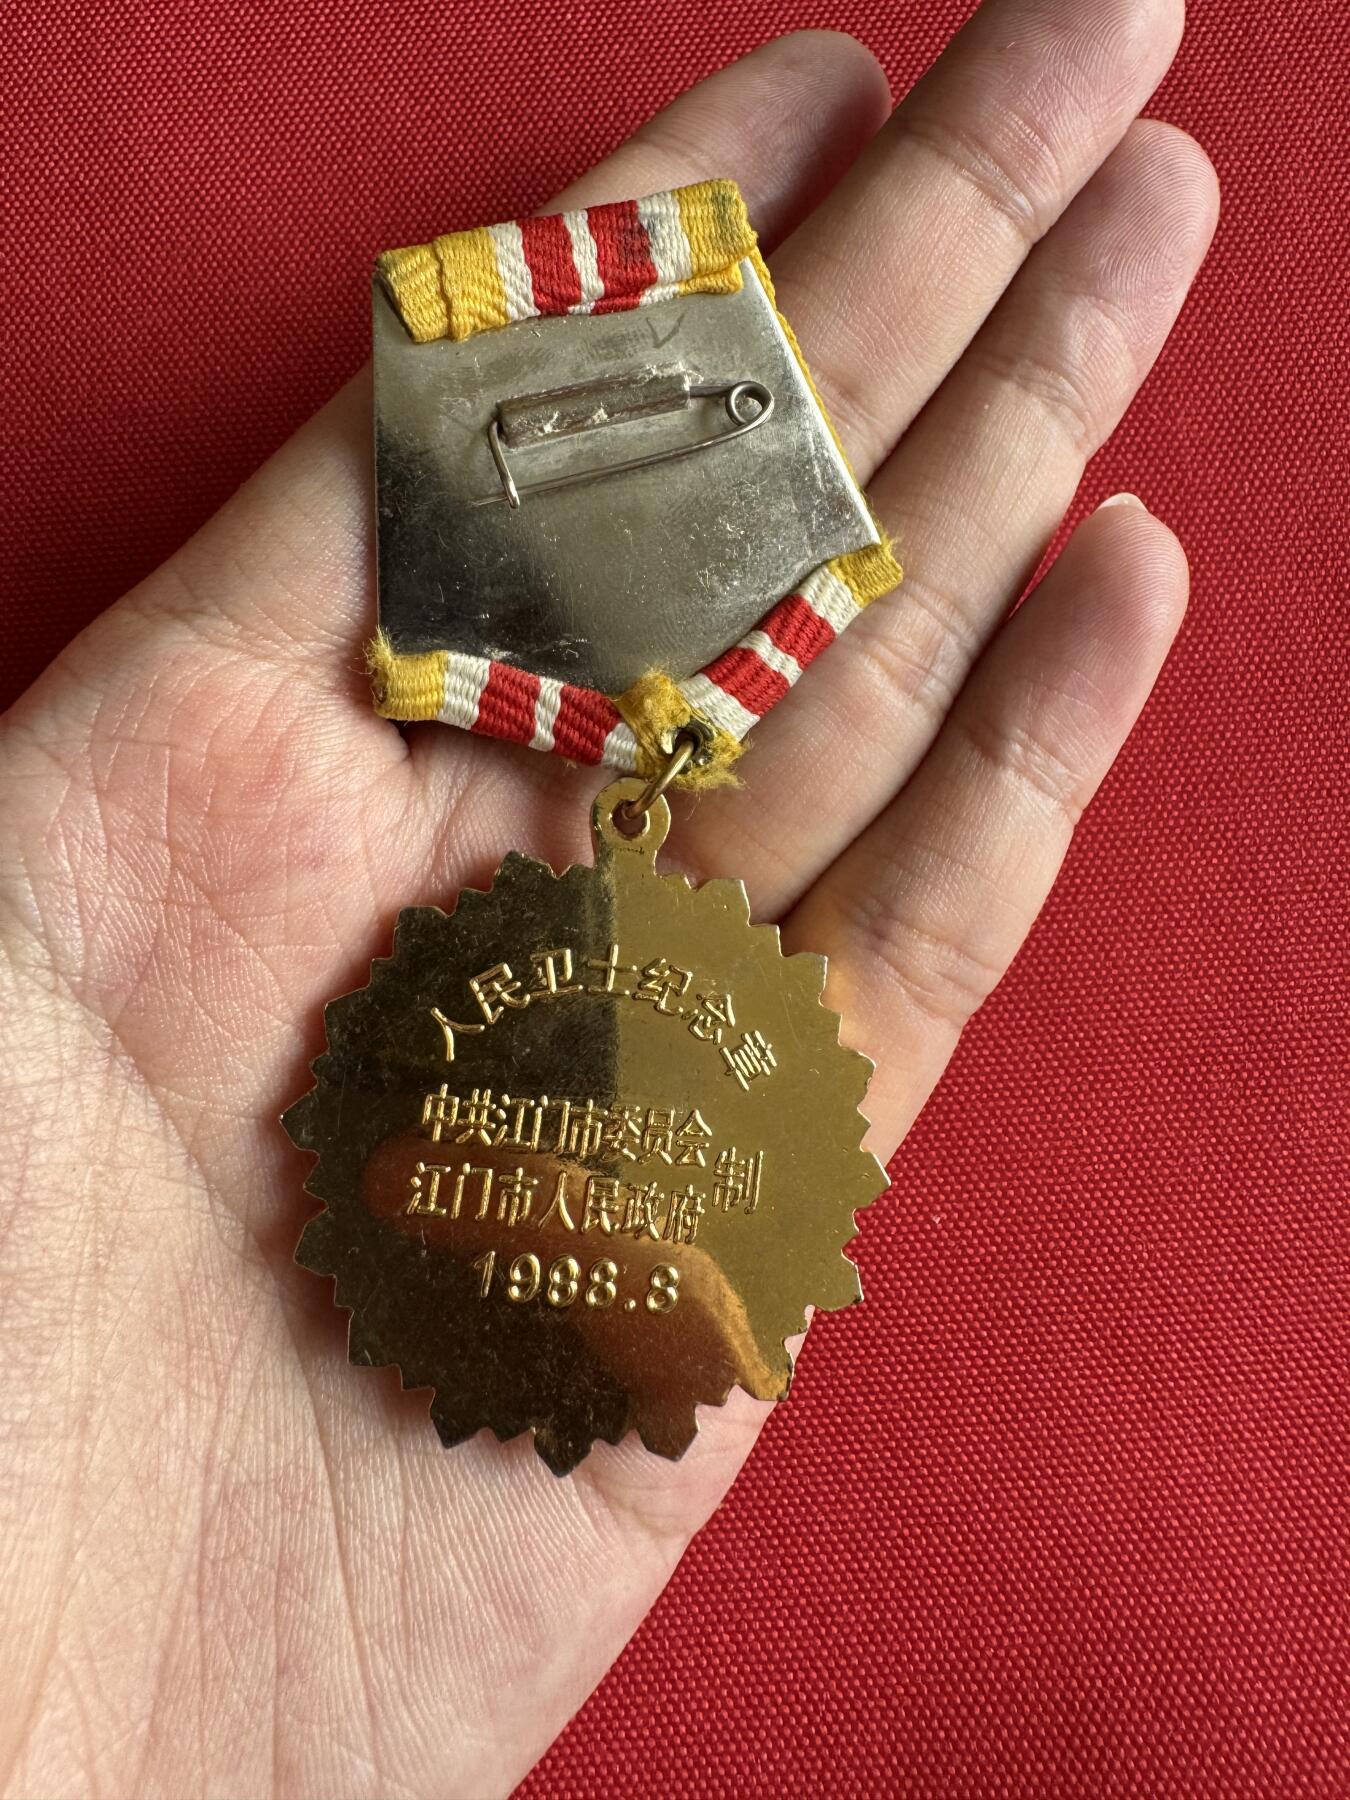 人民卫士纪念章
中共江门市委员会
江门市人民政府
制
1988.8